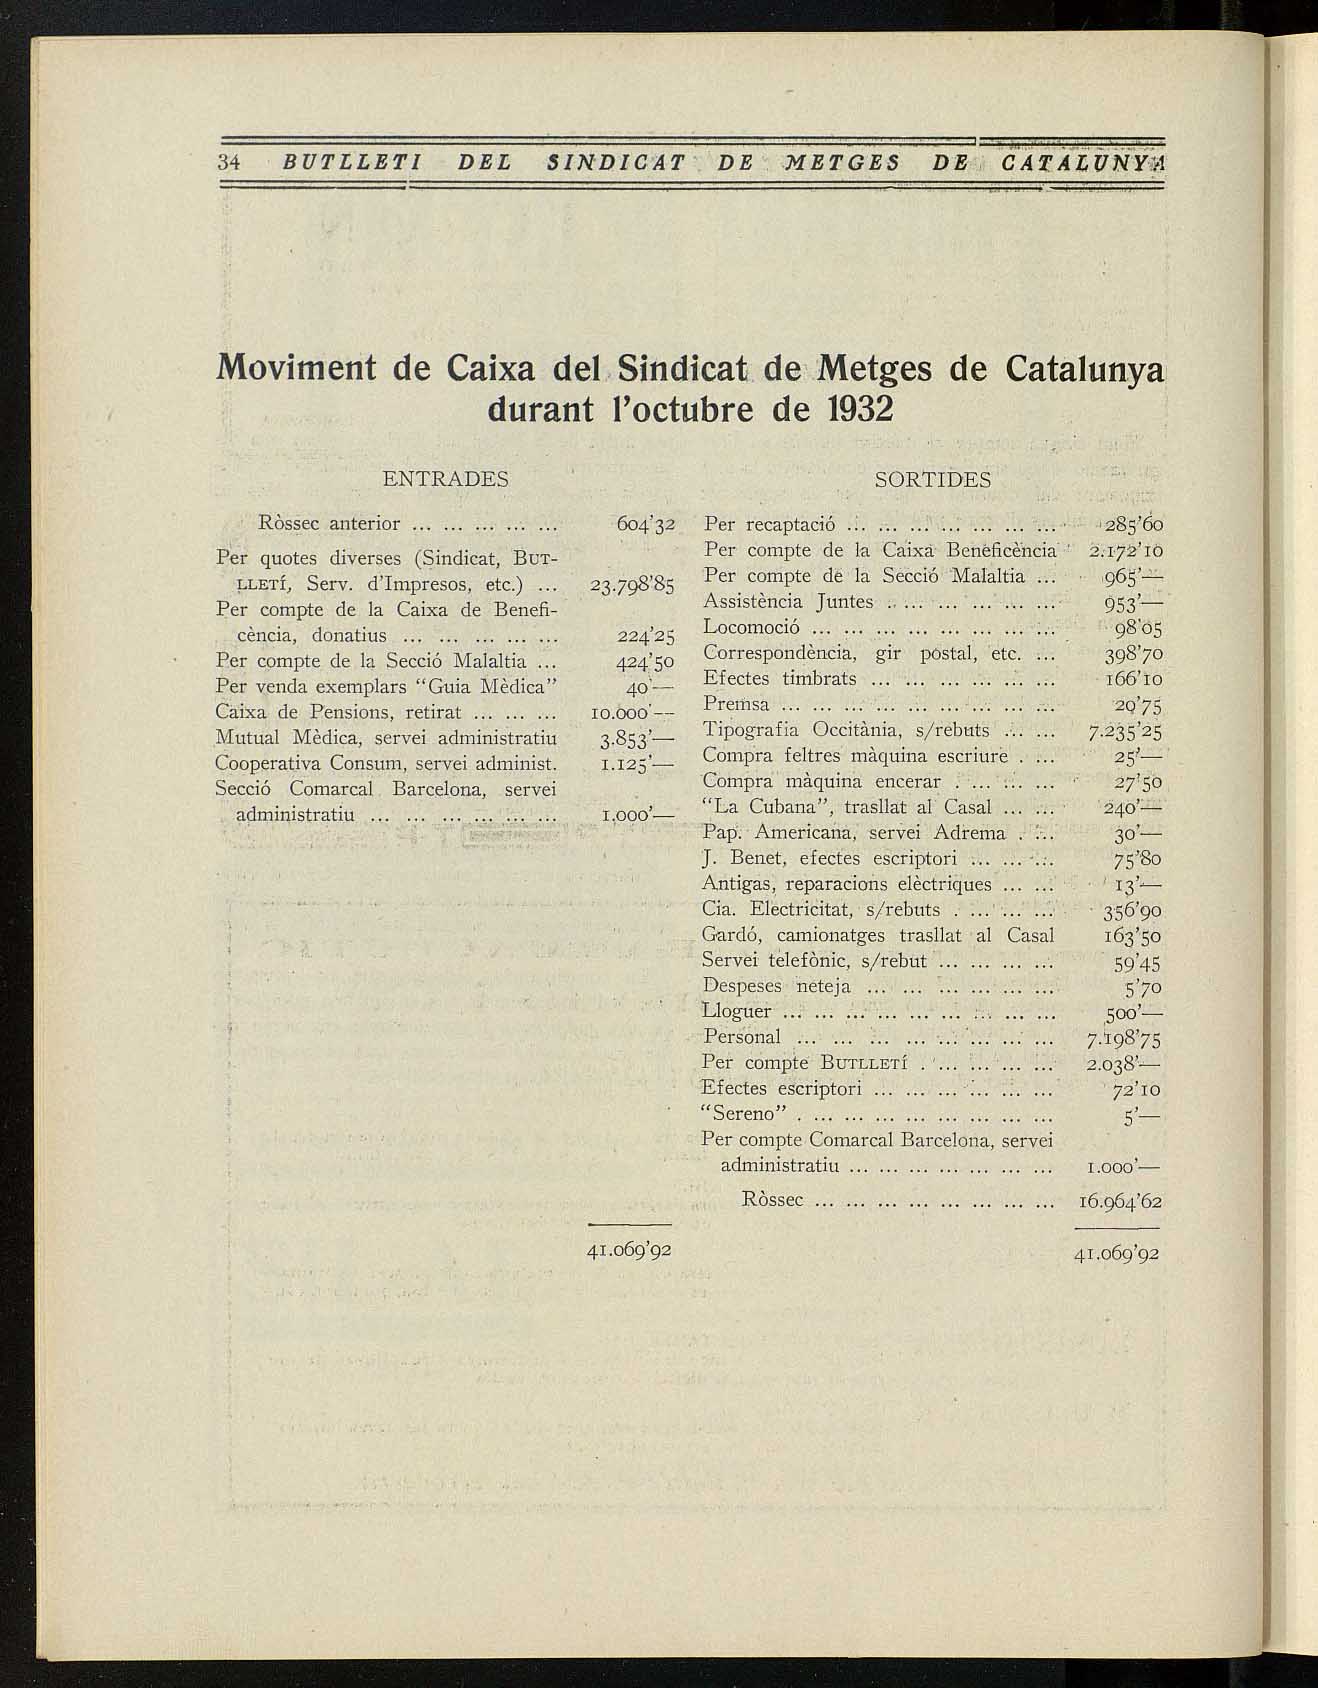 34 BUTLLETI DEL SINDICAT DE METGES DE CATALUNYA
Moviment de Caixa del Sindicat de Metges de Catalunya
durant l'octubre de 1932
ENTRADES
Ròssec anterior ... ... ... ... ... 604'32
Per quotes diverses (Sindicat, BUT-
LLETÍ, Serv. d'Impresos, etc.) ... 23.798'85
Per compte de la Caixa de Benefi-
cència, donatius ... ... ... ... ... 224'25
Per compte de la Secció Malaltia ... 424'50
Per venda exemplars "Guia Mèdica" 40'—
Caixa de Pensions, retirat ... ... ... 10.000'—
Mutual Mèdica, servei administratiu 3.853'—
Cooperativa Consum, servei administ. 1.125'—
Secció Comarcal Barcelona, servei
administratiu ... ... ... ... ... ... 1.000'—
41.069'92
SORTIDES
Per recaptació ... ... ... ... ... ... ... 285'60
Per compte de la Caixa Beneficència 2.172'10
Per compte de la Secció Malaltia ... 965'—
Assistència Juntes . ... ... ... ... ... 953'—
Locomoció ... ... ... ... ... ... ... ... 98'05
Correspondència, gir postal, etc. ... 398'70
Efectes timbrats ... ... ... ... ... ... 166'10
Premsa ... ... ... ... ... ... ... ... ... 29'75
Tipografia Occitània, s/rebuts ... ... 7.235'25
Compra feltres màquina escriure . ... 25'—
Compra màquina encerar . ... ... ... 27'50
"La Cubana", trasllat al Casal ... ... 240'—
Pap. Americana, servei Adrema . ... 30'—
J. Benet, efectes escriptori ... ... ... 75'80
Antigas, reparacions elèctriques ... ... 13'—
Cia. Electricitat, s/rebuts . ... ... ... 356'90
Gardó, camionatges trasllat al Casal 163'50
Servei telefònic, s/rebut ... ... ... ... 59'45
Despeses neteja ... ... ... ... ... ... 5'70
Lloguer ... ... ... ... ... ... ... ... ... 500'—
Personal ... ... ... ... ... ... ... ... 7.198'75
Per compte BUTLLETÍ . ... ... ... ... 2.038'—
Efectes escriptori ... ... ... ... ... ... 72'10
"Sereno" . ... ... ... ... ... ... ... ... 5'—
Per compte Comarcal Barcelona, servei
administratiu ... ... ... ... ... ... ... 1.000'—
Ròssec ... ... ... ... ... ... ... ... 16.964'62
41.069'92